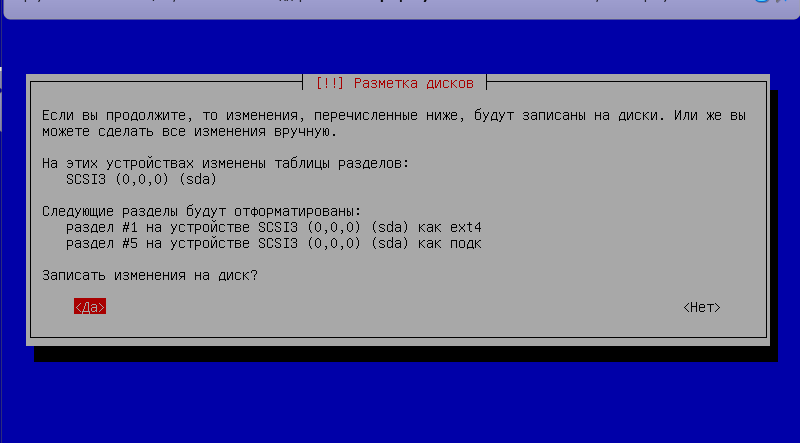 [!!] Разметка дисков
Если вы продолжите, то изменения, перечисленные ниже, будут записаны на диски. Или же вы
можете сделать все изменения вручную.
На этих устройствах изменены таблицы разделов:
SCSI3 (0,0,0) (sda)
Следующие разделы будут отформатированы:
раздел #1 на устройстве SCSI3 (0,0,0) (sda) как ext4
раздел #5 на устройстве SCSI3 (0,0,0) (sda) как подк
Записать изменения на диск?
<Да> <Нет>